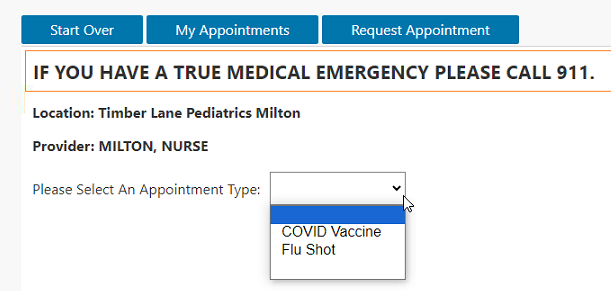 Start Over
My Appointments
Request Appointment
IF YOU HAVE A TRUE MEDICAL EMERGENCY PLEASE CALL 911.
Location: Timber Lane Pediatrics Milton
Provider: MILTON, NURSE
Please Select An Appointment Type:
COVID Vaccine
Flu Shot